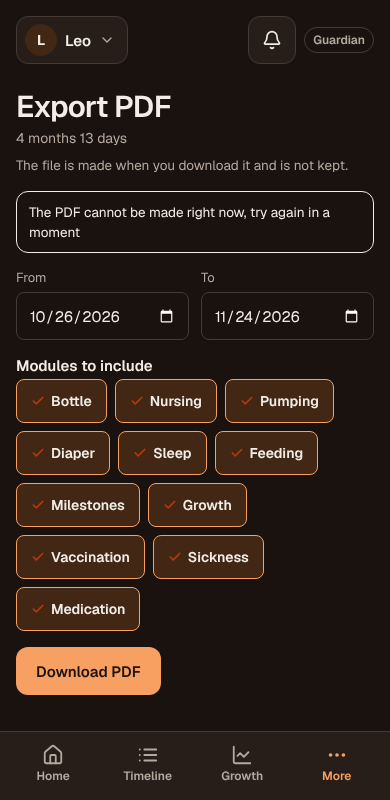 L Leo
Guardian
Export PDF
4 months 13 days
The file is made when you download it and is not kept.
The PDF cannot be made right now, try again in a
moment
From To
10/26/2026 11/24/2026
Modules to include
Bottle Nursing Pumping
Diaper Sleep Feeding
Milestones Growth
Vaccination Sickness
Medication
Download PDF
Home Timeline Growth More